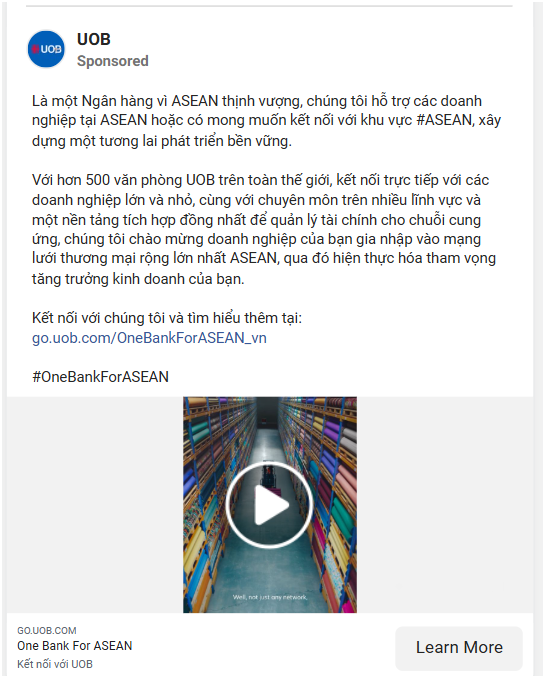 UOB
UOB
Sponsored
Là một Ngân hàng vì ASEAN thịnh vượng, chúng tôi hỗ trợ các doanh
nghiệp tại ASEAN hoặc có mong muốn kết nối với khu vực #ASEAN, xây
dựng một tương lai phát triển bền vững.
Với hơn 500 văn phòng UOB trên toàn thế giới, kết nối trực tiếp với các
doanh nghiệp lớn và nhỏ, cùng với chuyên môn trên nhiều lĩnh vực và
một nền tảng tích hợp đồng nhất để quản lý tài chính cho chuỗi cung
ứng, chúng tôi chào mừng doanh nghiệp của bạn gia nhập vào mạng
lưới thương mại rộng lớn nhất ASEAN, qua đó hiện thực hóa tham vọng
tăng trưởng kinh doanh của bạn.
Kết nối với chúng tôi và tìm hiểu thêm tại:
go.uob.com/OneBankForASEAN_vn
#OneBankForASEAN
Well, not just any network.
GO.UOB.COM
One Bank For ASEAN
Kết nối với UOB
Learn More